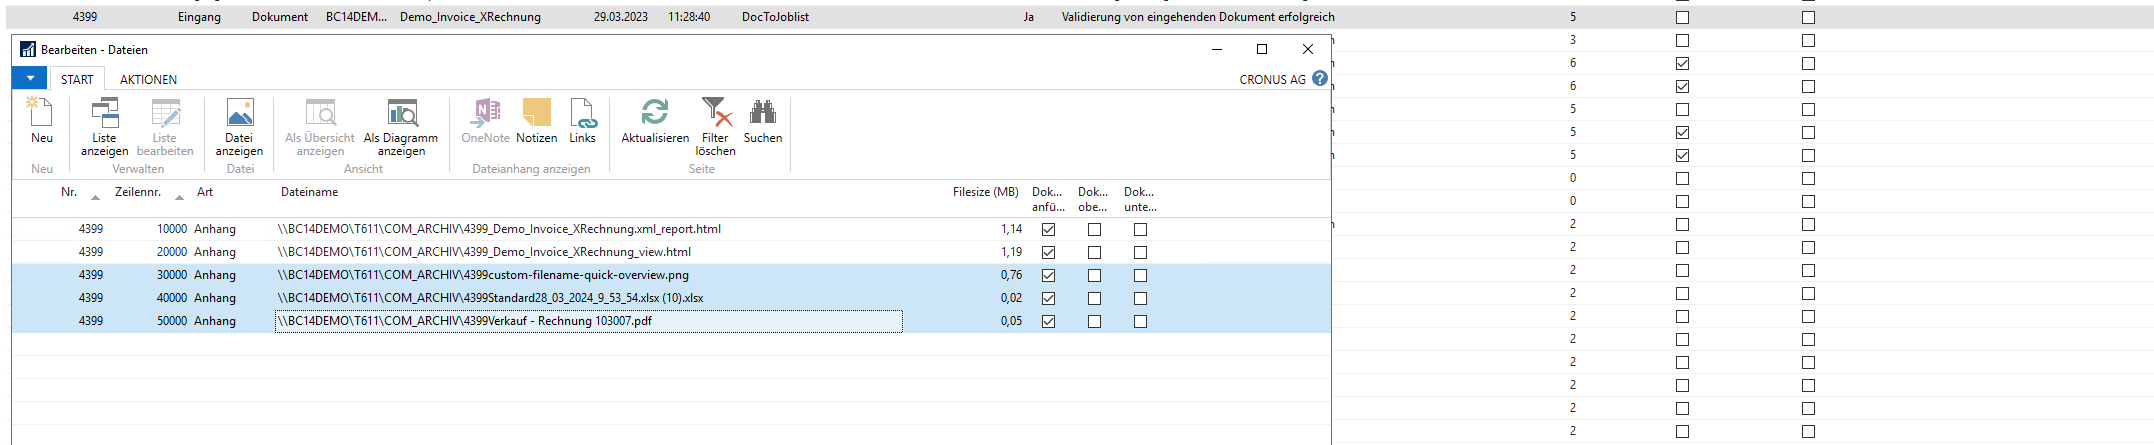 4399 Eingang Dokument BC14DEM... Demo_Invoice_XRechnung 29.03.2023 11:28:40 DocToJoblist Ja Validierung von eingehenden Dokument erfolgreich 5
3
6
6
5
5
5
0
0
2
2
2
2
2
2
2
2
2
2
Bearbeiten - Dateien
START AKTIONEN CRONUS AG ?
Neu
Liste anzeigen
Liste bearbeiten
Datei anzeigen
Als Übersicht anzeigen
Als Diagramm anzeigen
OneNote
Notizen
Links
Aktualisieren
Filter löschen
Suchen
Neu Verwalten Datei Ansicht Dateianhang anzeigen Seite
Nr. Zeilennr. Art Dateiname Filesize (MB) Dok... anfü... Dok... obe... Dok... unte...
4399 10000 Anhang \\BC14DEMO\T611\COM_ARCHIV\4399_Demo_Invoice_XRechnung.xml_report.html 1,14
4399 20000 Anhang \\BC14DEMO\T611\COM_ARCHIV\4399_Demo_Invoice_XRechnung_view.html 1,19
4399 30000 Anhang \\BC14DEMO\T611\COM_ARCHIV\4399custom-filename-quick-overview.png 0,76
4399 40000 Anhang \\BC14DEMO\T611\COM_ARCHIV\4399Standard28_03_2024_9_53_54.xlsx (10).xlsx 0,02
4399 50000 Anhang \\BC14DEMO\T611\COM_ARCHIV\4399Verkauf - Rechnung 103007.pdf 0,05